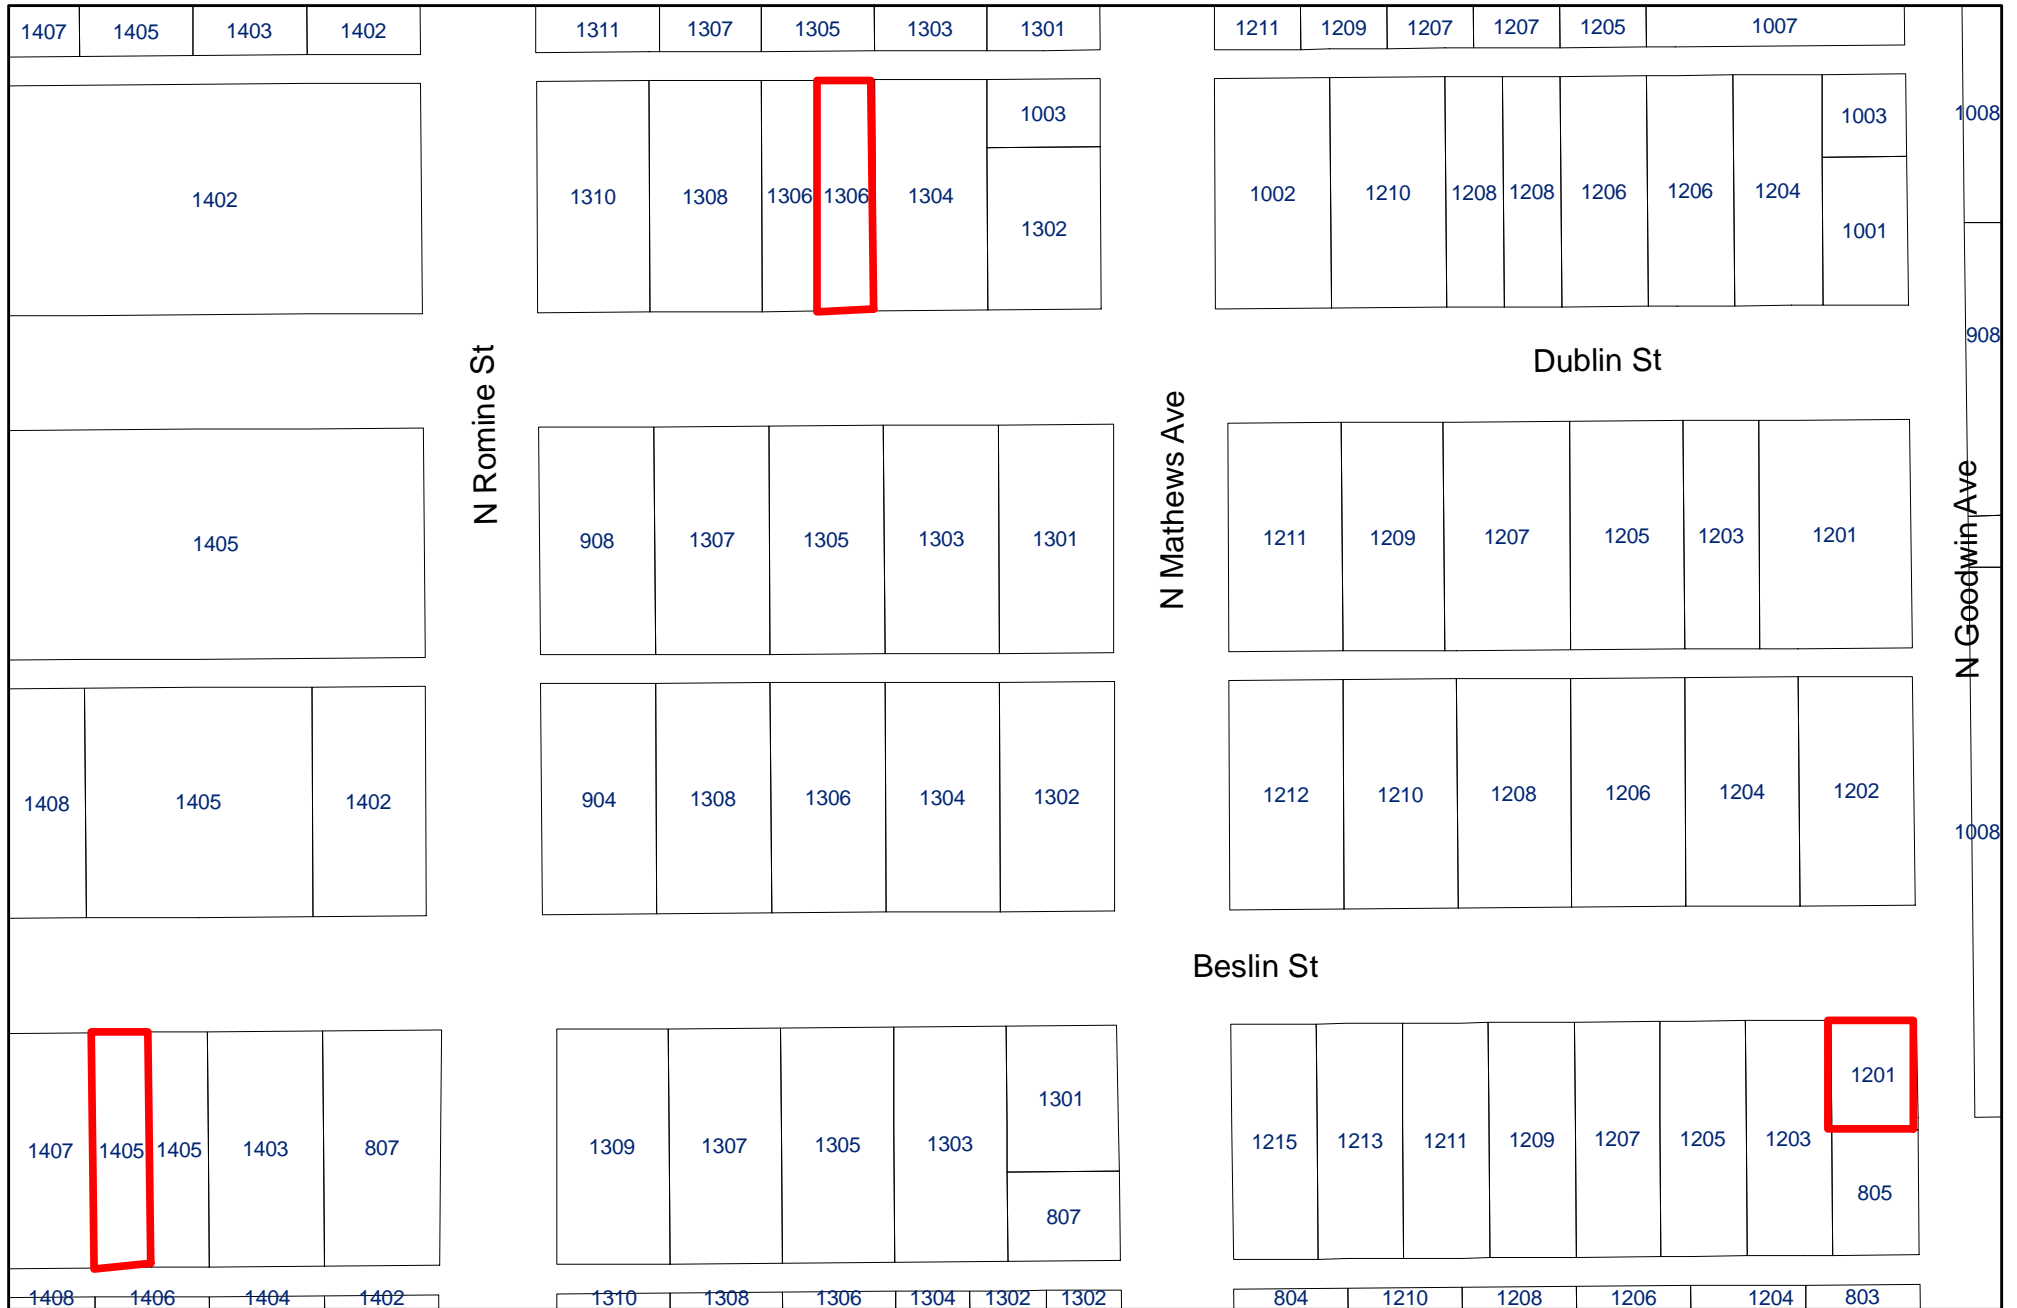 1407 1405 1403 1402 1311 1307 1305 1303 1301 1211 1209 1207 1207 1205 1007
1003 1003 1008
1402 1310 1308 1306 1306 1304 1302 1002 1210 1208 1208 1206 1206 1204 1001
908
Dublin St
N Romine St
N Mathews Ave
N Goodwin Ave
1405 908 1307 1305 1303 1301 1211 1209 1207 1205 1203 1201
1408 1405 1402 904 1308 1306 1304 1302 1212 1210 1208 1206 1204 1202
1008
Beslin St
1301 1201
1407 1405 1405 1403 807 1309 1307 1305 1303 1215 1213 1211 1209 1207 1205 1203
807 805
1408 1406 1404 1402 1310 1308 1306 1304 1302 1302 804 1210 1208 1206 1204 803